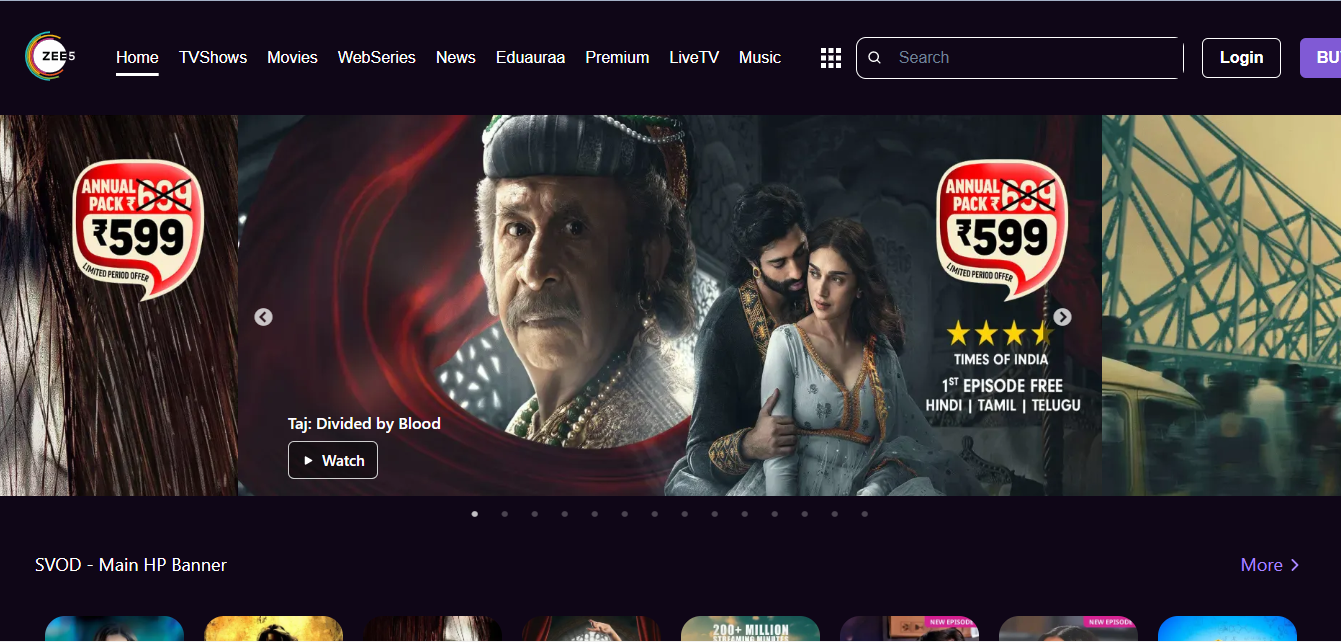 ZEE5
Home TVShows Movies WebSeries News Eduauraa Premium LiveTV Music Search Login BU
ANNUAL
PACK ₹699
₹599
LIMITED PERIOD OFFER
ANNUAL
PACK ₹699
₹599
LIMITED PERIOD OFFER
TIMES OF INDIA
1ST EPISODE FREE
HINDI | TAMIL | TELUGU
Taj: Divided by Blood
Watch
SVOD - Main HP Banner More
200+ MILLION
STREAMING MINUTES
NEW EPISODE
NEW EPISODE